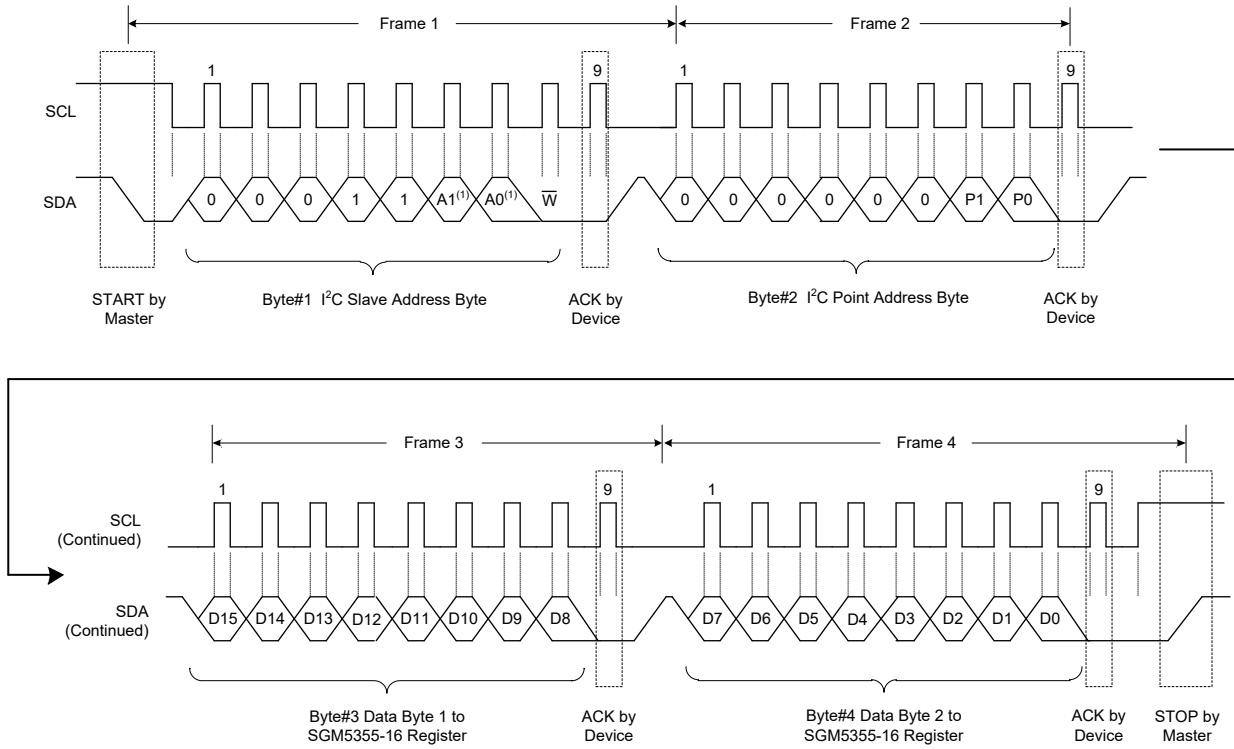 Frame 1 Frame 2
1 9 1 9
SCL
SDA 0 0 0 1 1 A1(1) A0(1) W̅ 0 0 0 0 0 0 P1 P0
START by
Master
Byte#1 I²C Slave Address Byte
ACK by
Device
Byte#2 I²C Point Address Byte
ACK by
Device
Frame 3 Frame 4
1 9 1 9
SCL
(Continued)
SDA
(Continued)
D15 D14 D13 D12 D11 D10 D9 D8 D7 D6 D5 D4 D3 D2 D1 D0
Byte#3 Data Byte 1 to
SGM5355-16 Register
ACK by
Device
Byte#4 Data Byte 2 to
SGM5355-16 Register
ACK by
Device
STOP by
Master